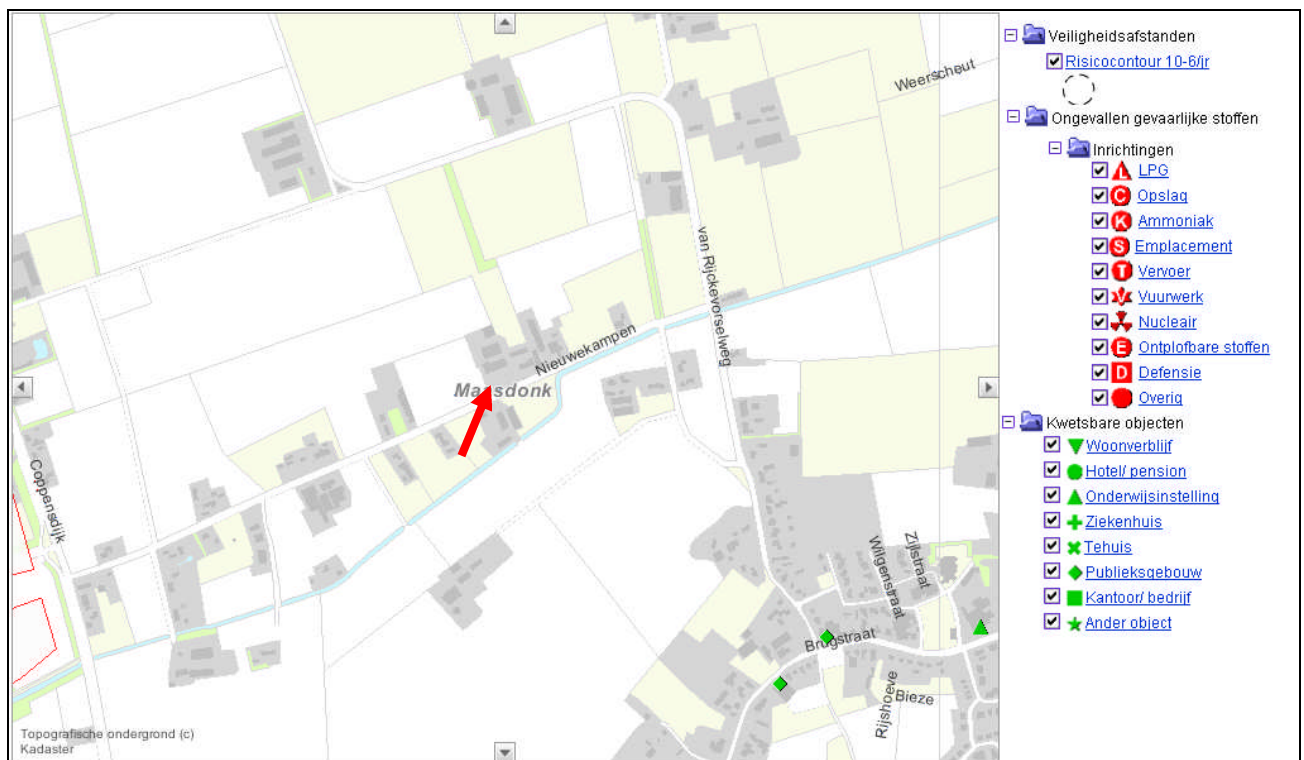 Weerscheut
van Rijckevorselweg
Nieuwekampen
Maasdonk
Coppensdijk
Zijlstraat
Wilgenstraat
Brugstraat
Rijshoeve
Bieze
Topografische ondergrond (c)
Kadaster
Veiligheidsafstanden
Risicocontour 10-6/jr
Ongevallen gevaarlijke stoffen
Inrichtingen
L LPG
C Opslag
K Ammoniak
S Emplacement
T Vervoer
Vuurwerk
Nucleair
E Ontplofbare stoffen
D Defensie
Overig
Kwetsbare objecten
Woonverblijf
Hotel/ pension
Onderwijsinstelling
Ziekenhuis
Tehuis
Publieksgebouw
Kantoor/ bedrijf
Ander object